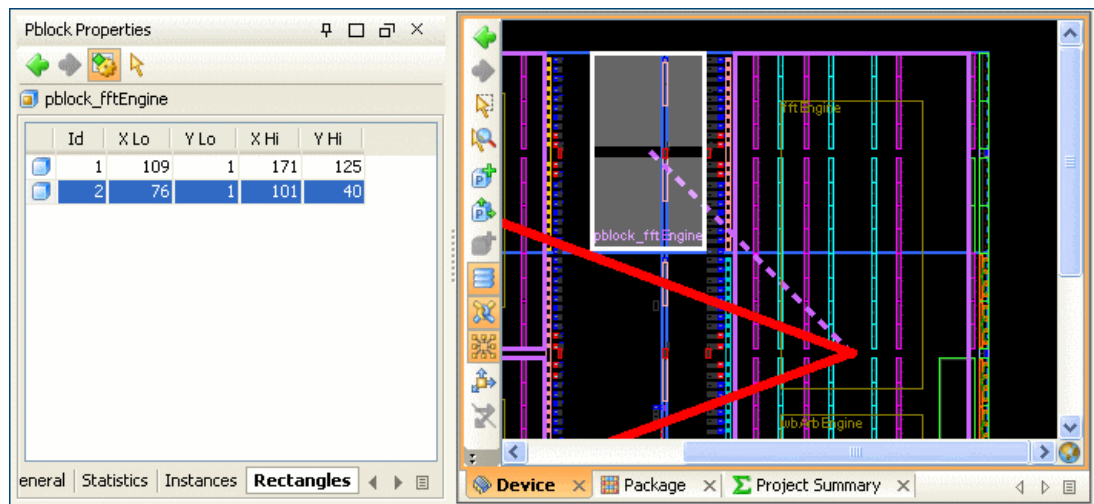 Pblock Properties
pblock_fftEngine
Id X Lo Y Lo X Hi Y Hi
1 109 1 171 125
2 76 1 101 40
eneral Statistics Instances Rectangles
fftEngine
pblock_fftEngine
wbArbEngine
Device Package Project Summary